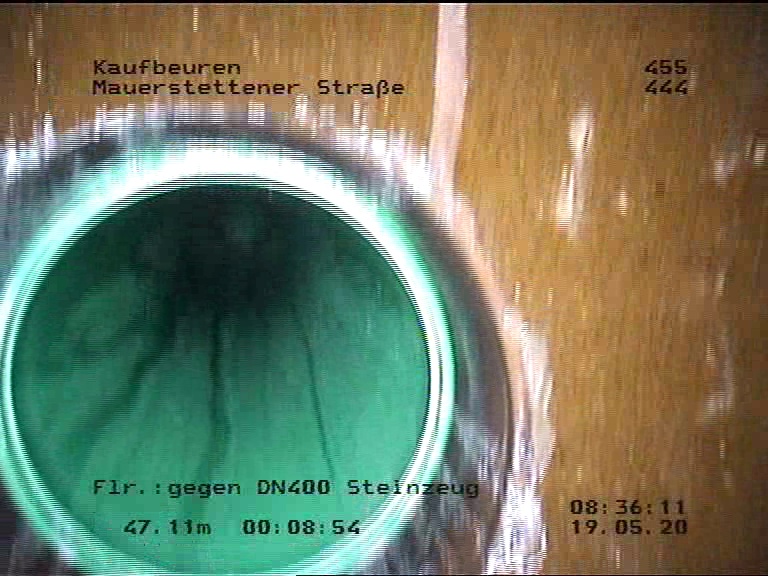 Kaufbeuren 455
Mauerstettener Straße 444
Flr.:gegen DN400 Steinzeug
08:36:11
47.11m 00:08:54 19.05.20